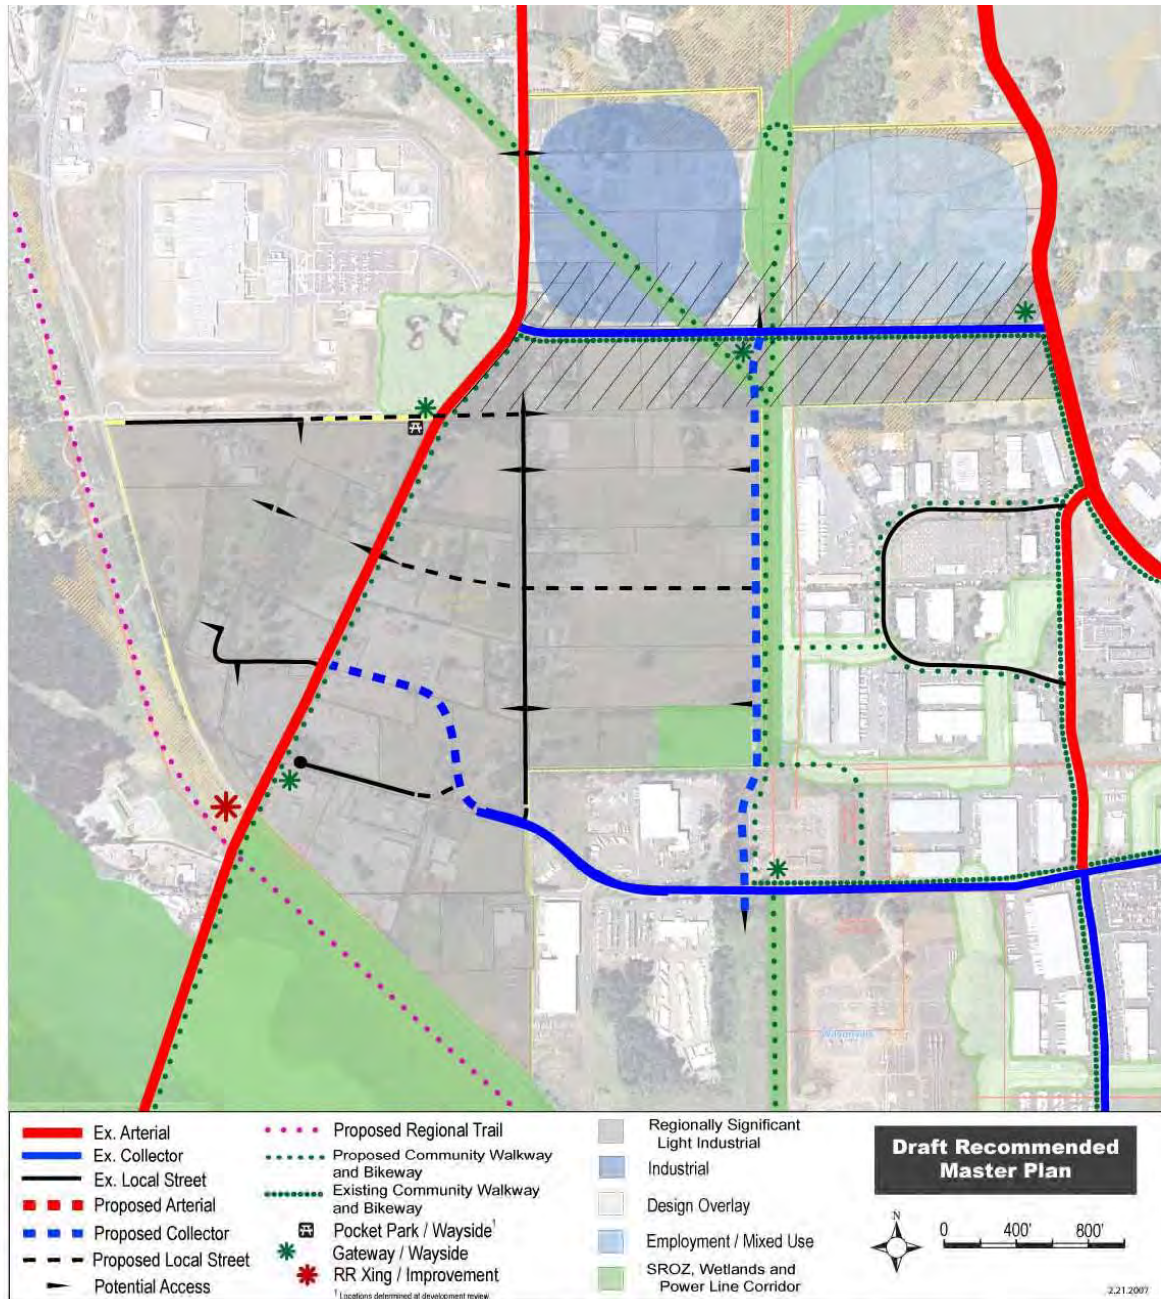 Wilsonville
Ex. Arterial
Ex. Collector
Ex. Local Street
Proposed Arterial
Proposed Collector
Proposed Local Street
Potential Access
Proposed Regional Trail
Proposed Community Walkway
and Bikeway
Existing Community Walkway
and Bikeway
Pocket Park / Wayside¹
Gateway / Wayside
RR Xing / Improvement
¹ Locations determined at development review
Regionally Significant
Light Industrial
Industrial
Design Overlay
Employment / Mixed Use
SROZ, Wetlands and
Power Line Corridor
Draft Recommended
Master Plan
N
0 400' 800'
2.21.2007